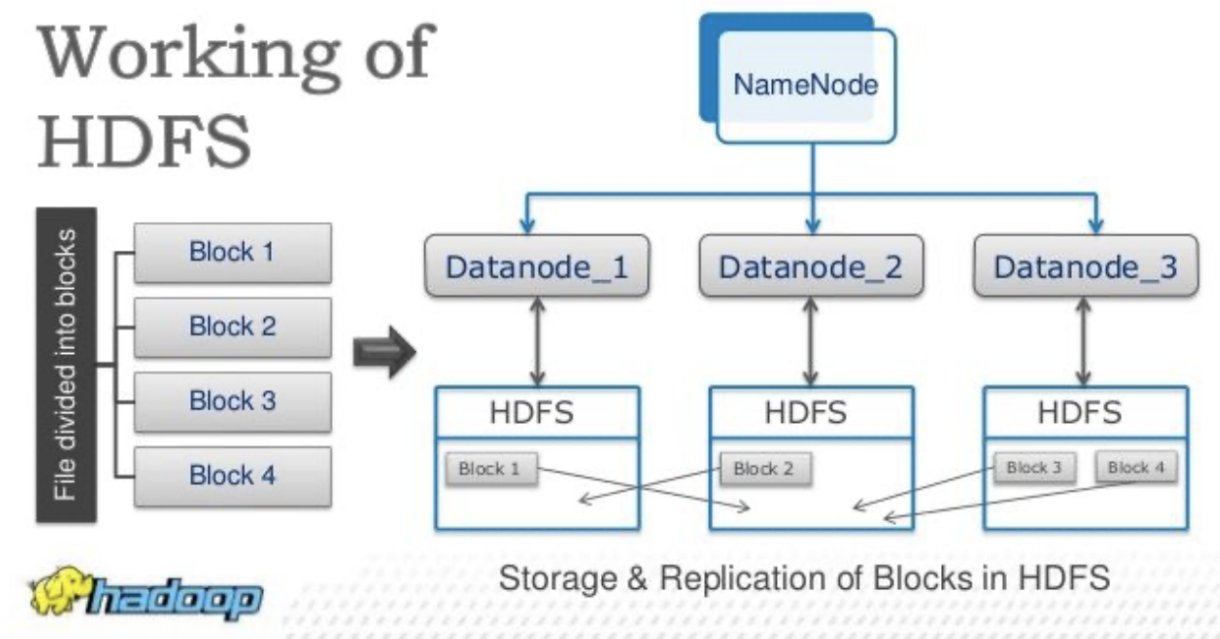 Working of
HDFS
NameNode
File divided into blocks
Block 1
Block 2
Block 3
Block 4
Datanode_1
Datanode_2
Datanode_3
HDFS
HDFS
HDFS
Block 1
Block 2
Block 3
Block 4
hadoop
Storage & Replication of Blocks in HDFS